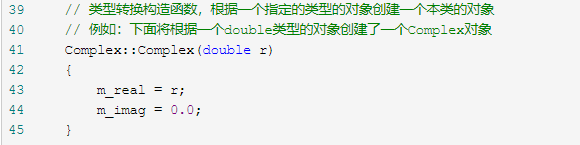 39 // 类型转换构造函数，根据一个指定的类型的对象创建一个本类的对象
40 // 例如：下面将根据一个double类型的对象创建了一个Complex对象
41 Complex::Complex(double r)
42 {
43 m_real = r;
44 m_imag = 0.0;
45 }